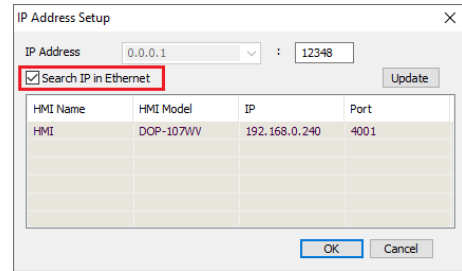 IP Address Setup
IP Address 0.0.0.1 : 12348
Search IP in Ethernet Update
HMI Name HMI Model IP Port
HMI DOP-107WV 192.168.0.240 4001
OK Cancel